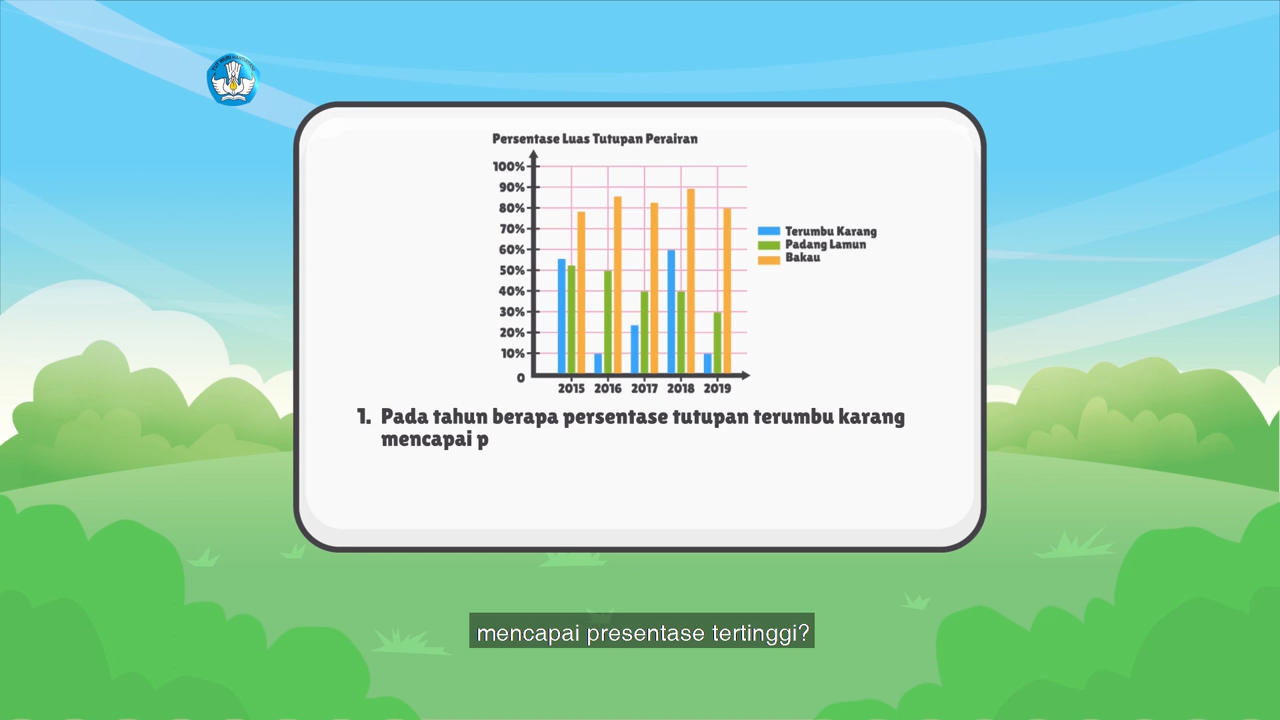 Persentase Luas Tutupan Perairan
100%
90%
80%
70%
60%
50%
40%
30%
20%
10%
0
2015 2016 2017 2018 2019
Terumbu Karang
Padang Lamun
Bakau
1. Pada tahun berapa persentase tutupan terumbu karang
mencapai p
mencapai presentase tertinggi?